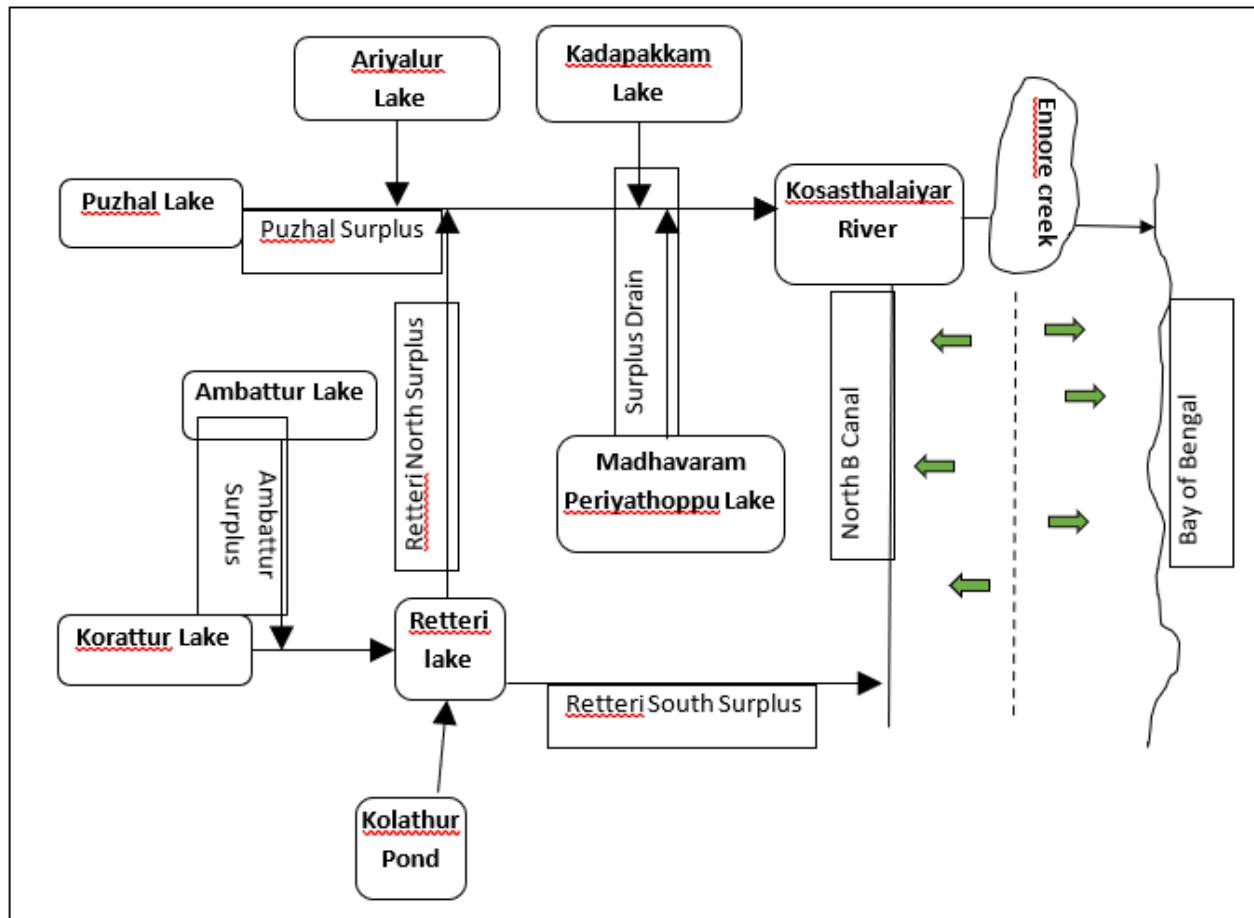 Ariyalur
Lake
Kadapakkam
Lake
Ennore creek
Puzhal Lake
Puzhal Surplus
Kosasthalaiyar
River
Surplus Drain
Retteri North Surplus
Ambattur Lake
Ambattur
Surplus
North B Canal
Bay of Bengal
Madhavaram
Periyathoppu Lake
Korattur Lake
Retteri
lake
Retteri South Surplus
Kolathur
Pond